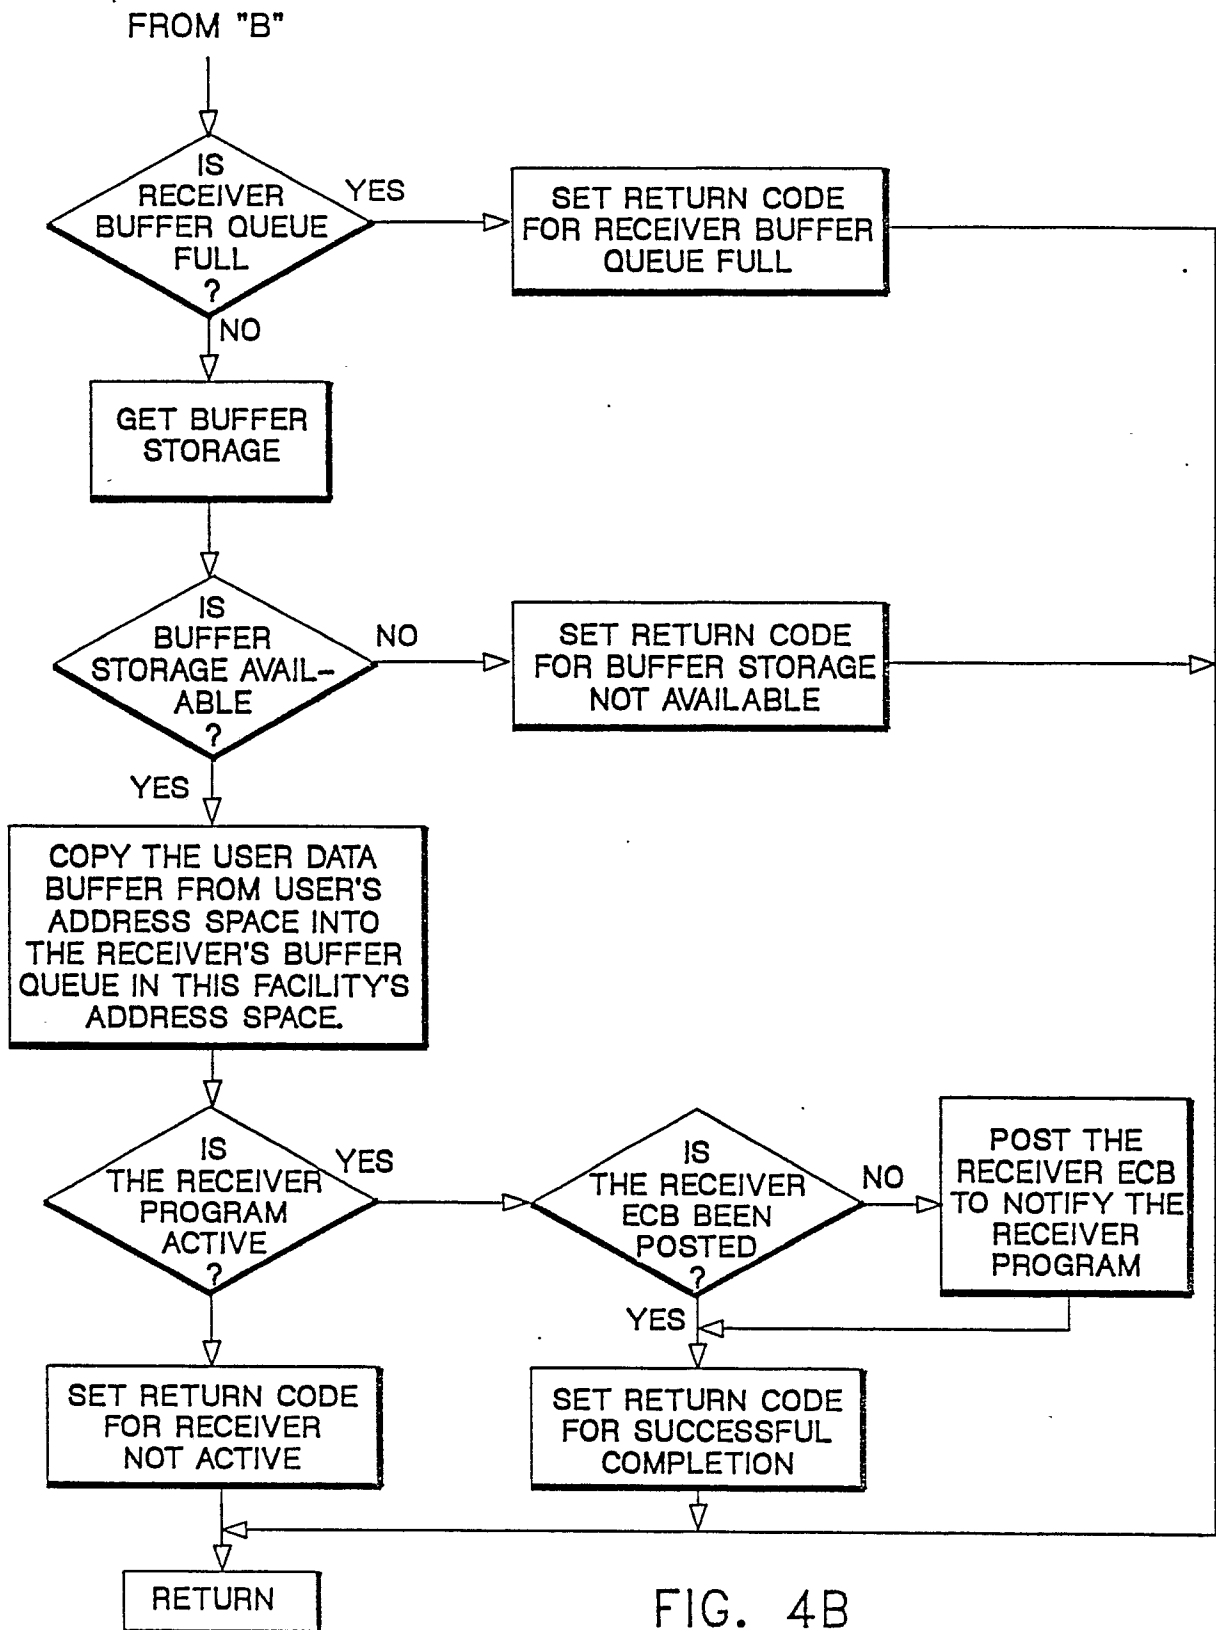 FROM "B"
IS
RECEIVER
BUFFER QUEUE
FULL
?
YES
SET RETURN CODE
FOR RECEIVER BUFFER
QUEUE FULL
NO
GET BUFFER
STORAGE
IS
BUFFER
STORAGE AVAIL-
ABLE
?
NO
SET RETURN CODE
FOR BUFFER STORAGE
NOT AVAILABLE
YES
COPY THE USER DATA
BUFFER FROM USER'S
ADDRESS SPACE INTO
THE RECEIVER'S BUFFER
QUEUE IN THIS FACILITY'S
ADDRESS SPACE.
IS
THE RECEIVER
PROGRAM
ACTIVE
?
YES
IS
THE RECEIVER
ECB BEEN
POSTED
?
NO
POST THE
RECEIVER ECB
TO NOTIFY THE
RECEIVER
PROGRAM
YES
SET RETURN CODE
FOR RECEIVER
NOT ACTIVE
SET RETURN CODE
FOR SUCCESSFUL
COMPLETION
RETURN
FIG. 4B